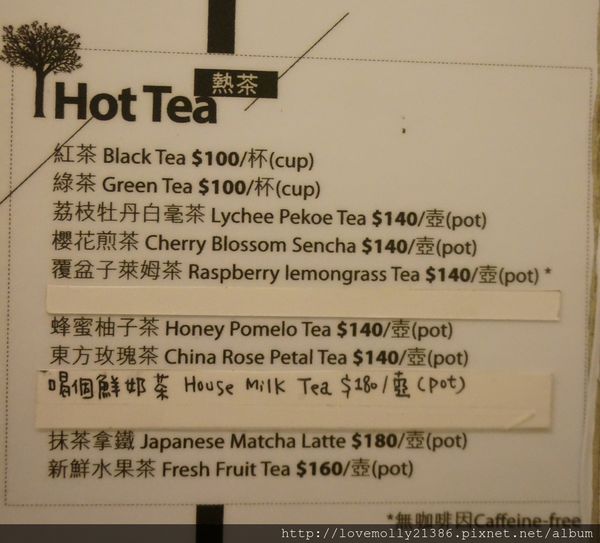 Hot Tea 熱茶
紅茶 Black Tea $100/杯(cup)
綠茶 Green Tea $100/杯(cup)
荔枝牡丹白毫茶 Lychee Pekoe Tea $140/壺(pot)
櫻花煎茶 Cherry Blossom Sencha $140/壺(pot)
覆盆子萊姆茶 Raspberry lemongrass Tea $140/壺(pot) *
蜂蜜柚子茶 Honey Pomelo Tea $140/壺(pot)
東方玫瑰茶 China Rose Petal Tea $140/壺(pot)
喝個鮮奶茶 House Milk Tea $180/壺(pot)
抹茶拿鐵 Japanese Matcha Latte $180/壺(pot)
新鮮水果茶 Fresh Fruit Tea $160/壺(pot)
*無咖啡因Caffeine-free
http://lovemolly21386.pixnet.net/album